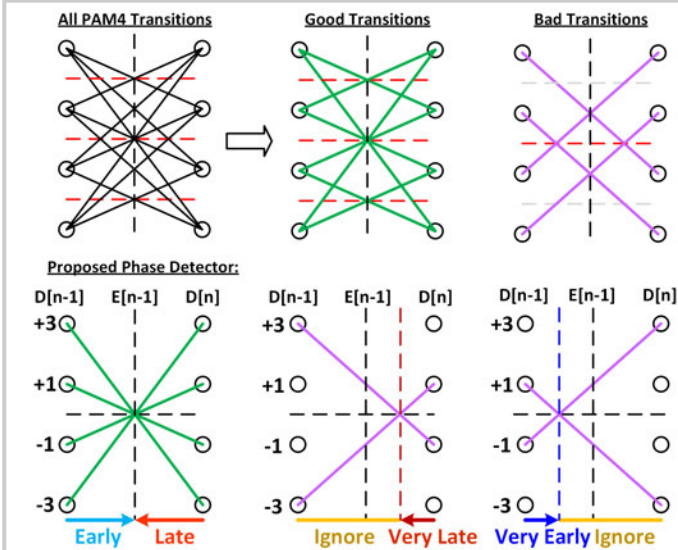 All PAM4 Transitions Good Transitions Bad Transitions
Proposed Phase Detector:
D[n-1] E[n-1] D[n] D[n-1] E[n-1] D[n] D[n-1] E[n-1] D[n]
+3 +3 +3
+1 +1 +1
-1 -1 -1
-3 -3 -3
Early Late Ignore Very Late Very Early Ignore